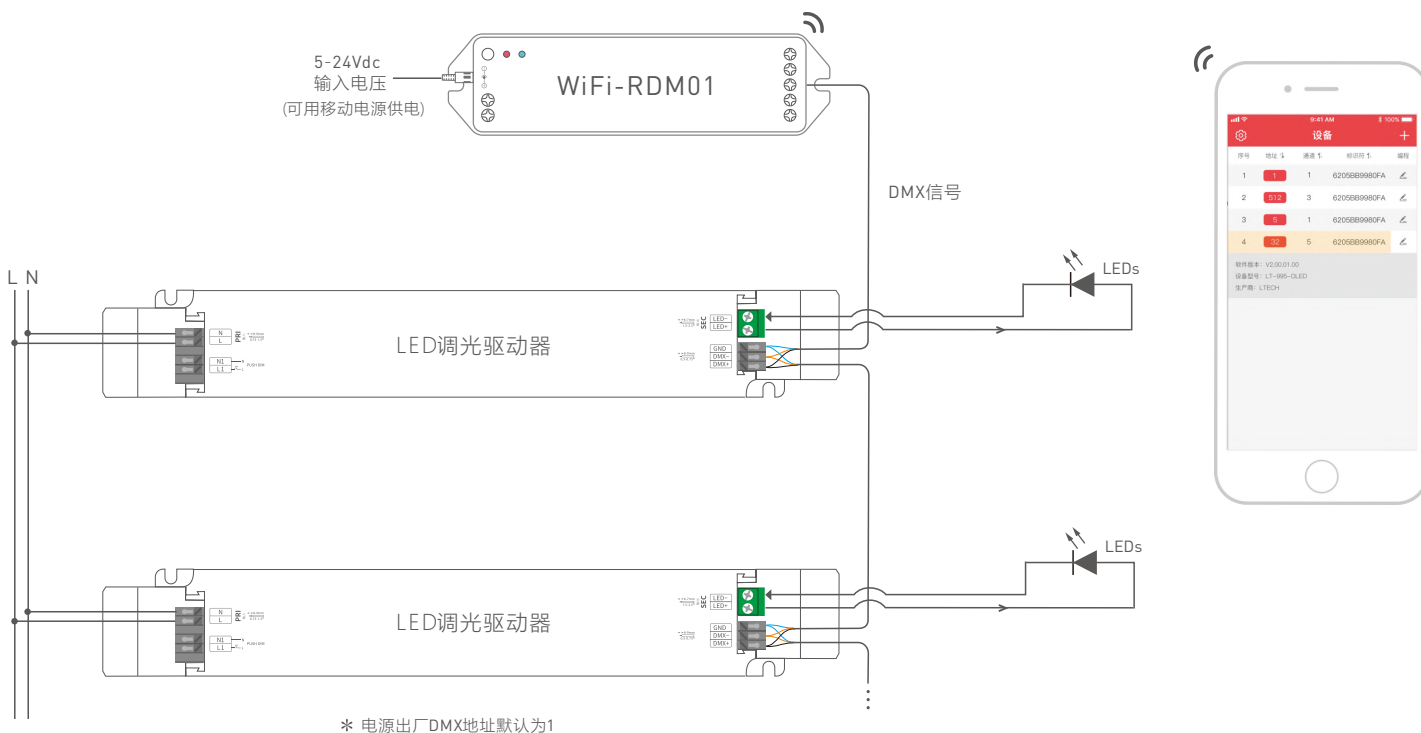 5-24Vdc
输入电压
(可用移动电源供电)
WiFi-RDM01
DMX信号
9:41 AM
100%
设备
序号 地址 通道 标识符 编程
1 1 1 6205BB9980FA
2 512 3 6205BB9980FA
3 5 1 6205BB9980FA
4 32 5 6205BB9980FA
软件版本: V2.00.01.00
设备型号: LT-995-OLED
生产商: LTECH
L N
N
L
PRI
N1
L1
PUSH DIM
LED调光驱动器
SEC
LED-
LED+
GND
DMX-
DMX+
LEDs
N
L
PRI
N1
L1
PUSH DIM
LED调光驱动器
SEC
LED-
LED+
GND
DMX-
DMX+
LEDs
* 电源出厂DMX地址默认为1